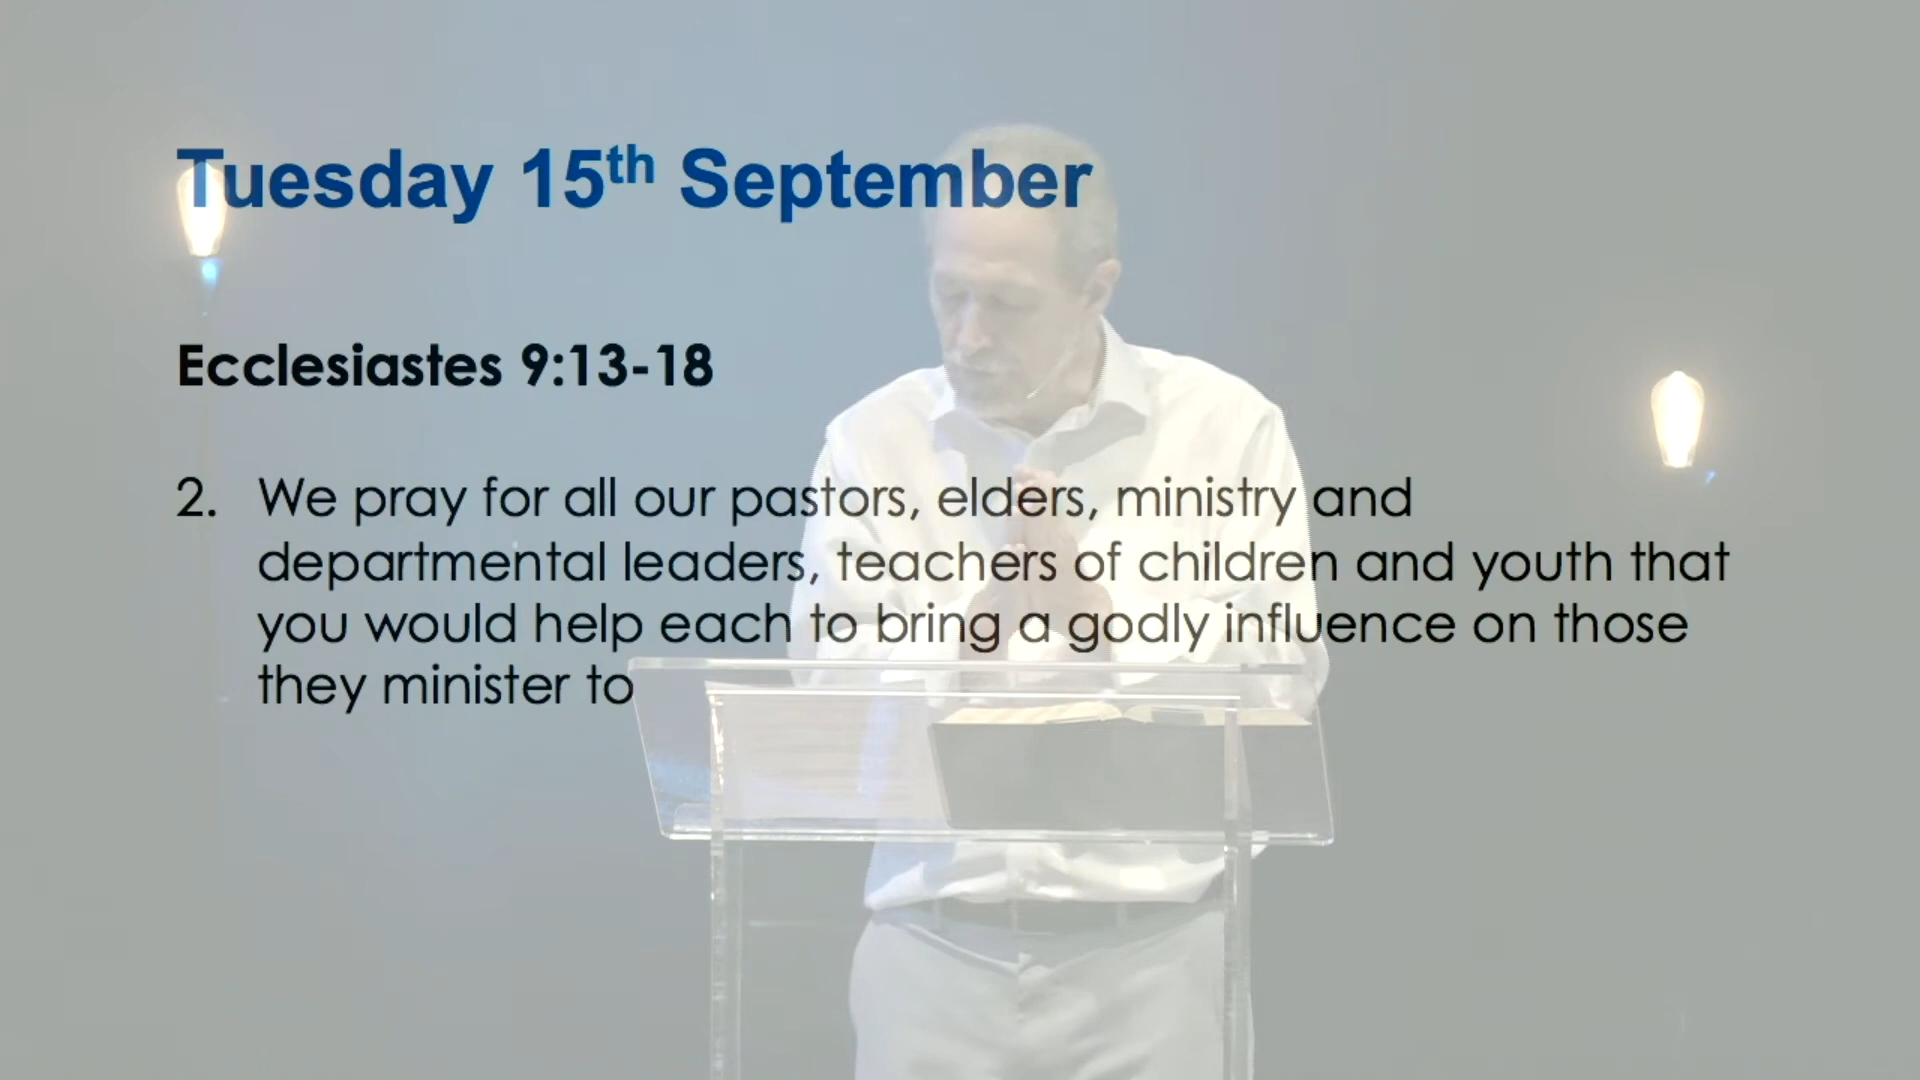 Tuesday 15th September
Ecclesiastes 9:13-18
2. We pray for all our pastors, elders, ministry and
departmental leaders, teachers of children and youth that
you would help each to bring a godly influence on those
they minister to